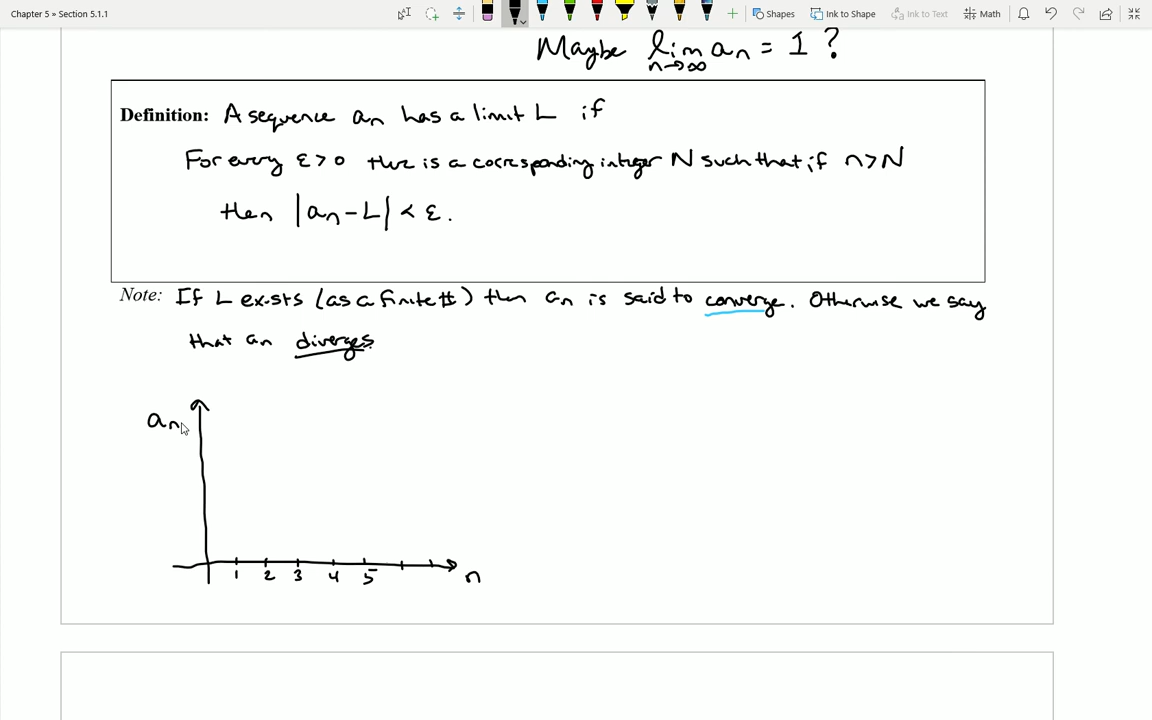 Chapter 5 » Section 5.1.1
Shapes Ink to Shape Ink to Text Math
Maybe lim n→∞ an = 1 ?
Definition: A sequence an has a limit L if
For every ε > 0 there is a corresponding integer N such that if n > N
then |an - L| < ε.
Note: If L exists (as a finite #) then an is said to converge. Otherwise we say
that an diverges.
an
1 2 3 4 5
n